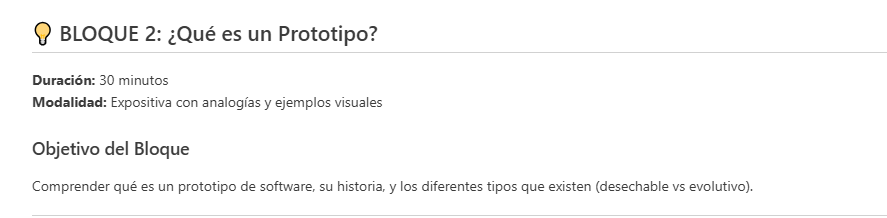 💡 BLOQUE 2: ¿Qué es un Prototipo?
Duración: 30 minutos
Modalidad: Expositiva con analogías y ejemplos visuales
Objetivo del Bloque
Comprender qué es un prototipo de software, su historia, y los diferentes tipos que existen (desechable vs evolutivo).